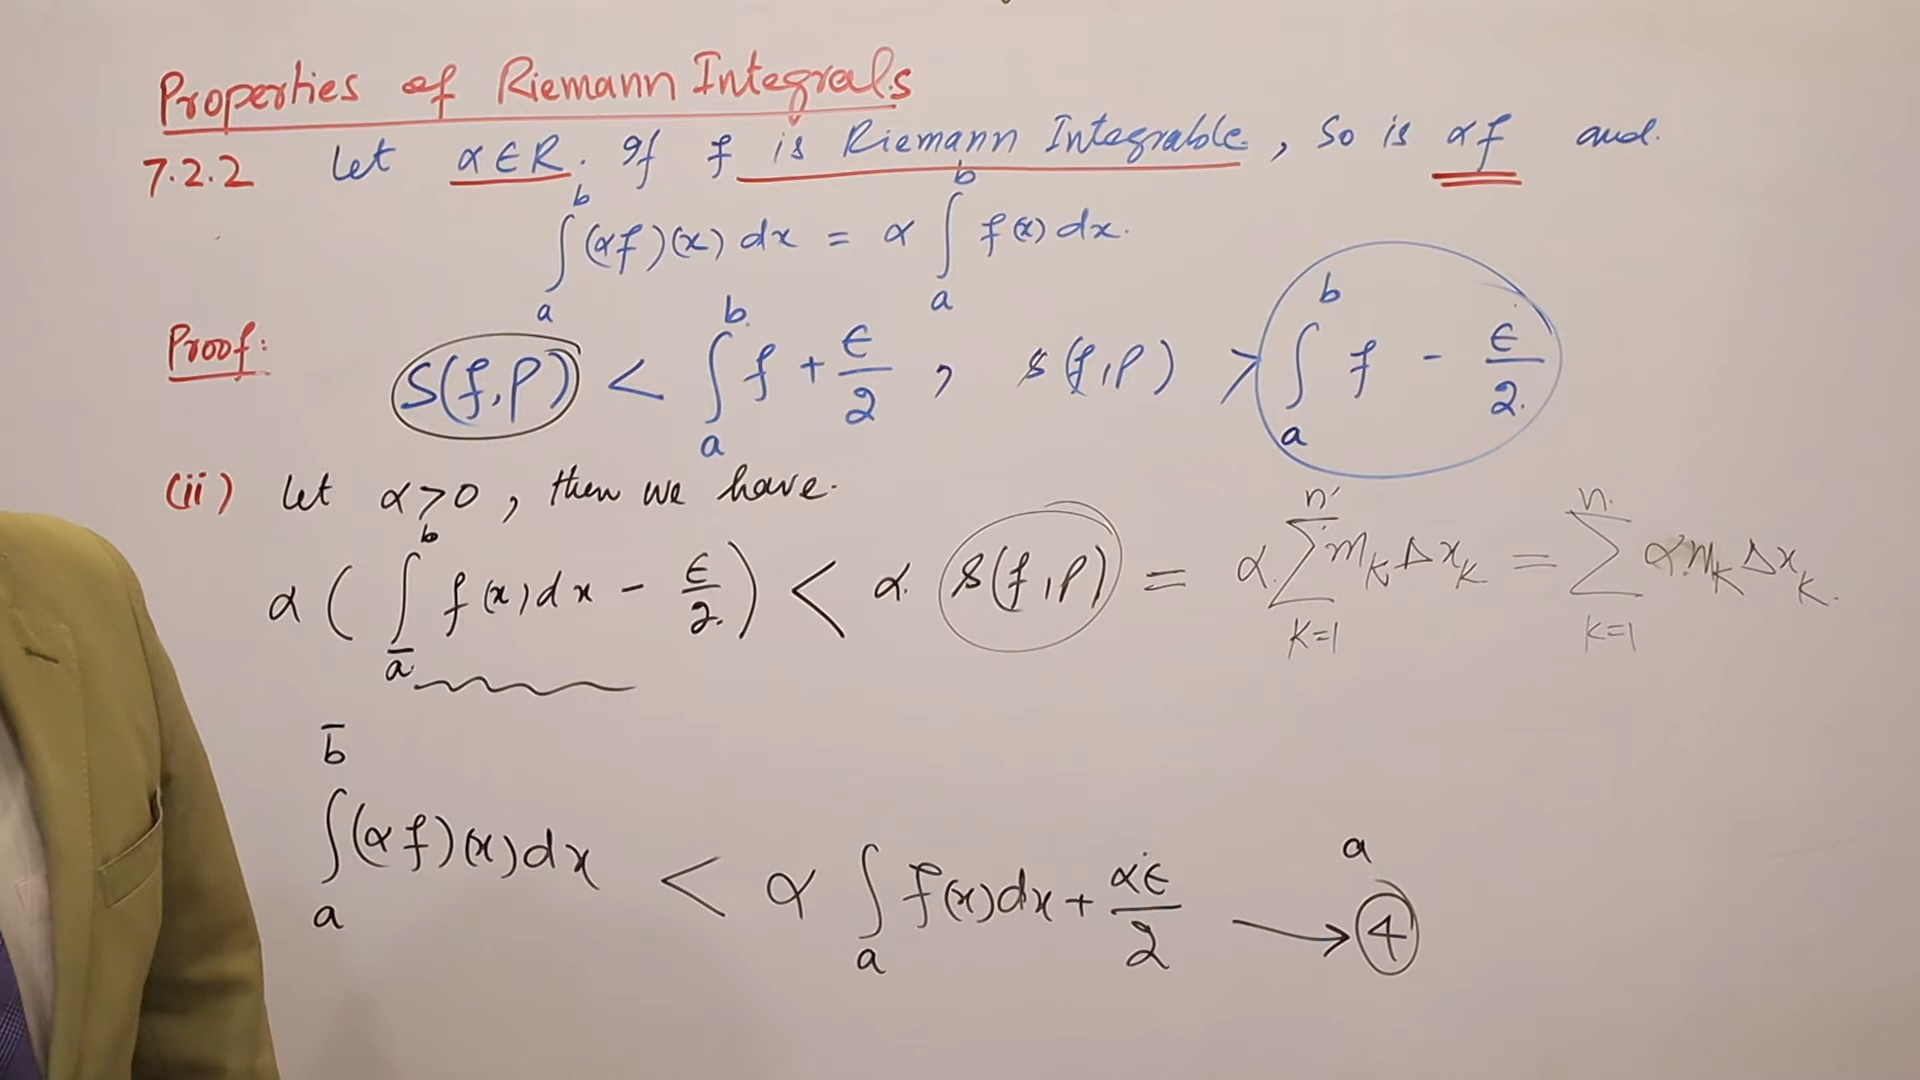 Properties of Riemann Integrals
7.2.2 Let α∈R. If f is Riemann Integrable, so is αf and.
∫_a^b (αf)(x) dx = α ∫_a^b f(x) dx.
Proof: S(f,P) < ∫_a^b f + ε/2 , s(f,P) > ∫_a^b f - ε/2.
(ii) Let α>0, then we have.
α ( ∫_a̅^b f(x)dx - ε/2. ) < α. s(f,P) = α. ∑_{K=1}^{n} m_K Δx_K = ∑_{K=1}^{n.} α m_K Δx_K.
∫_a^b̅ (αf)(x)dx < α ∫_a f(x)dx + αε/2 ⟶ ④
a